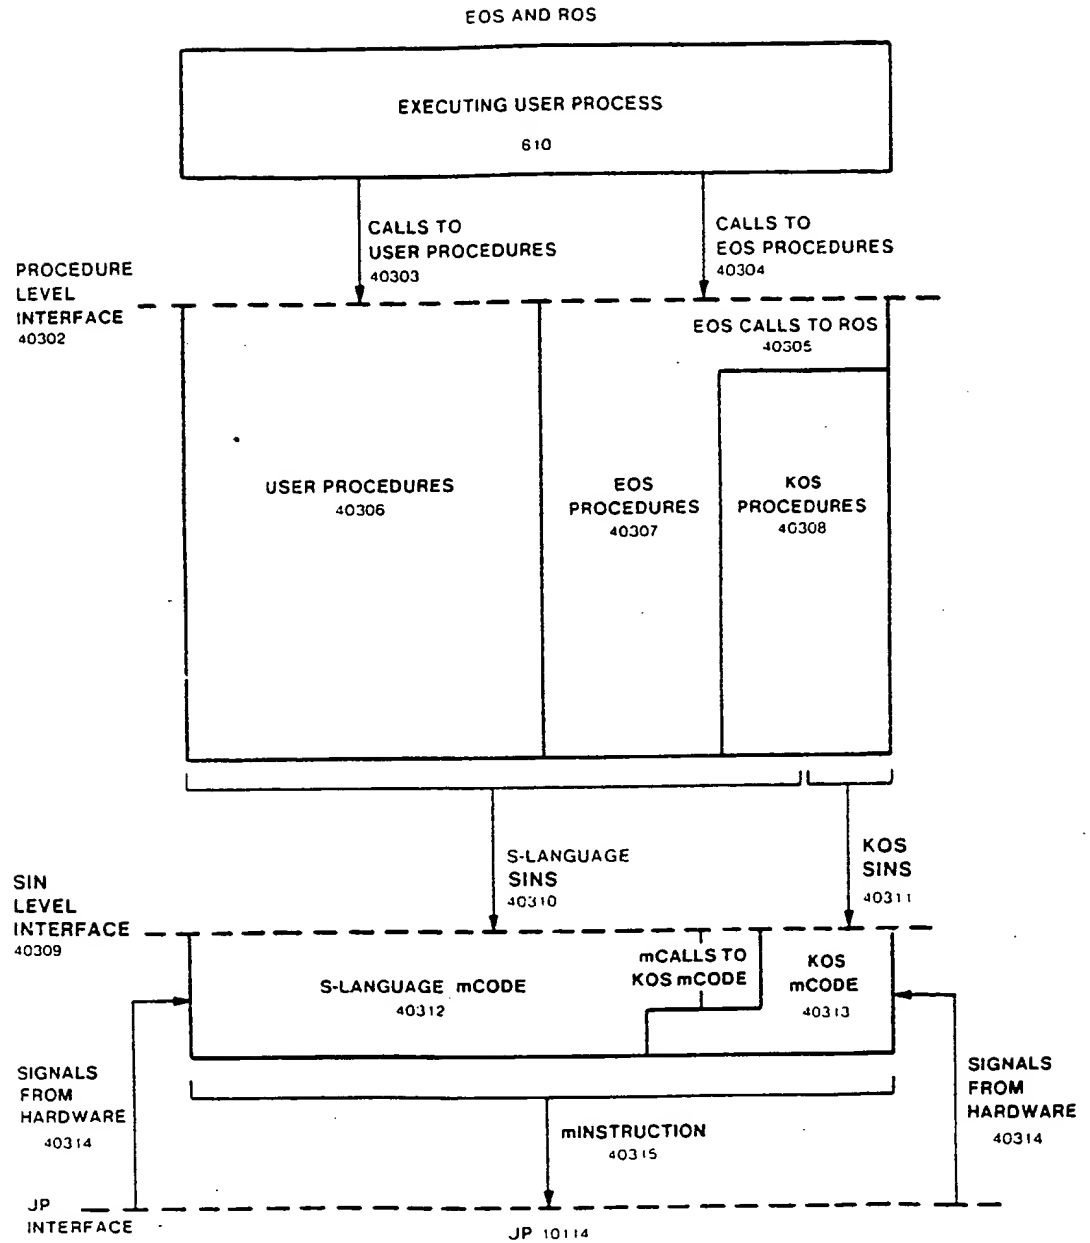 EOS AND ROS
EXECUTING USER PROCESS
610
CALLS TO
USER PROCEDURES
40303
CALLS TO
EOS PROCEDURES
40304
PROCEDURE
LEVEL
INTERFACE
40302
EOS CALLS TO ROS
40305
USER PROCEDURES
40306
EOS
PROCEDURES
40307
KOS
PROCEDURES
40308
S-LANGUAGE
SINS
40310
KOS
SINS
40311
SIN
LEVEL
INTERFACE
40309
S-LANGUAGE mCODE
40312
mCALLS TO
KOS mCODE
KOS
mCODE
40313
SIGNALS
FROM
HARDWARE
40314
SIGNALS
FROM
HARDWARE
40314
mINSTRUCTION
40315
JP
INTERFACE
JP 10114